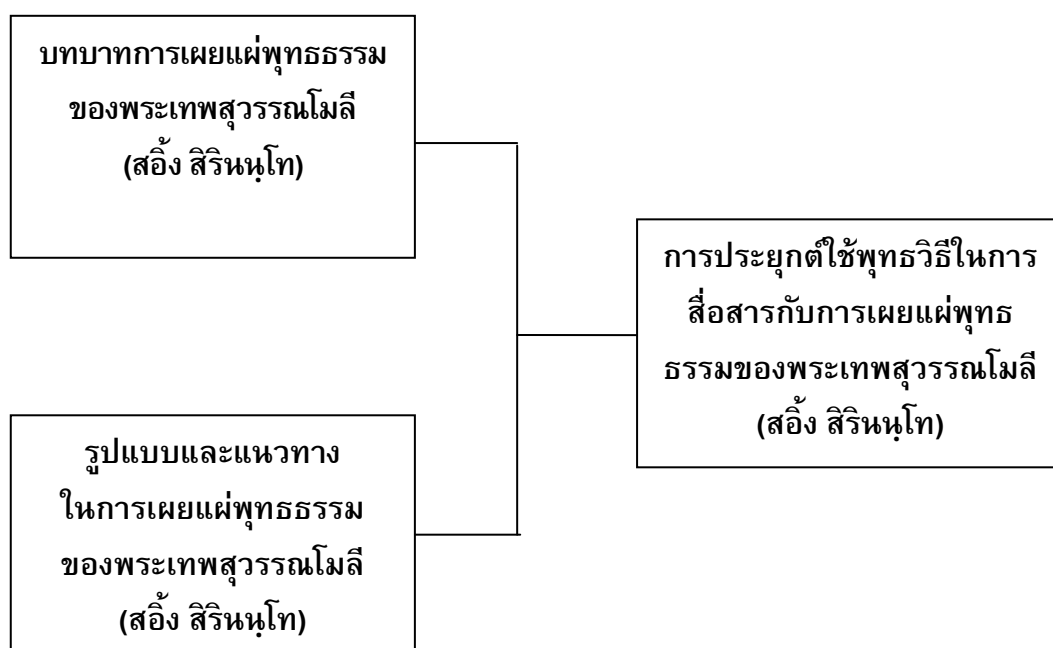 บทบาทการเผยแผ่พุทธธรรม
ของพระเทพสุวรรณโมลี
(สอิ้ง สิรินนฺโท)
การประยุกต์ใช้พุทธวิธีในการ
สื่อสารกับการเผยแผ่พุทธ
ธรรมของพระเทพสุวรรณโมลี
(สอิ้ง สิรินนฺโท)
รูปแบบและแนวทาง
ในการเผยแผ่พุทธธรรม
ของพระเทพสุวรรณโมลี
(สอิ้ง สิรินนฺโท)